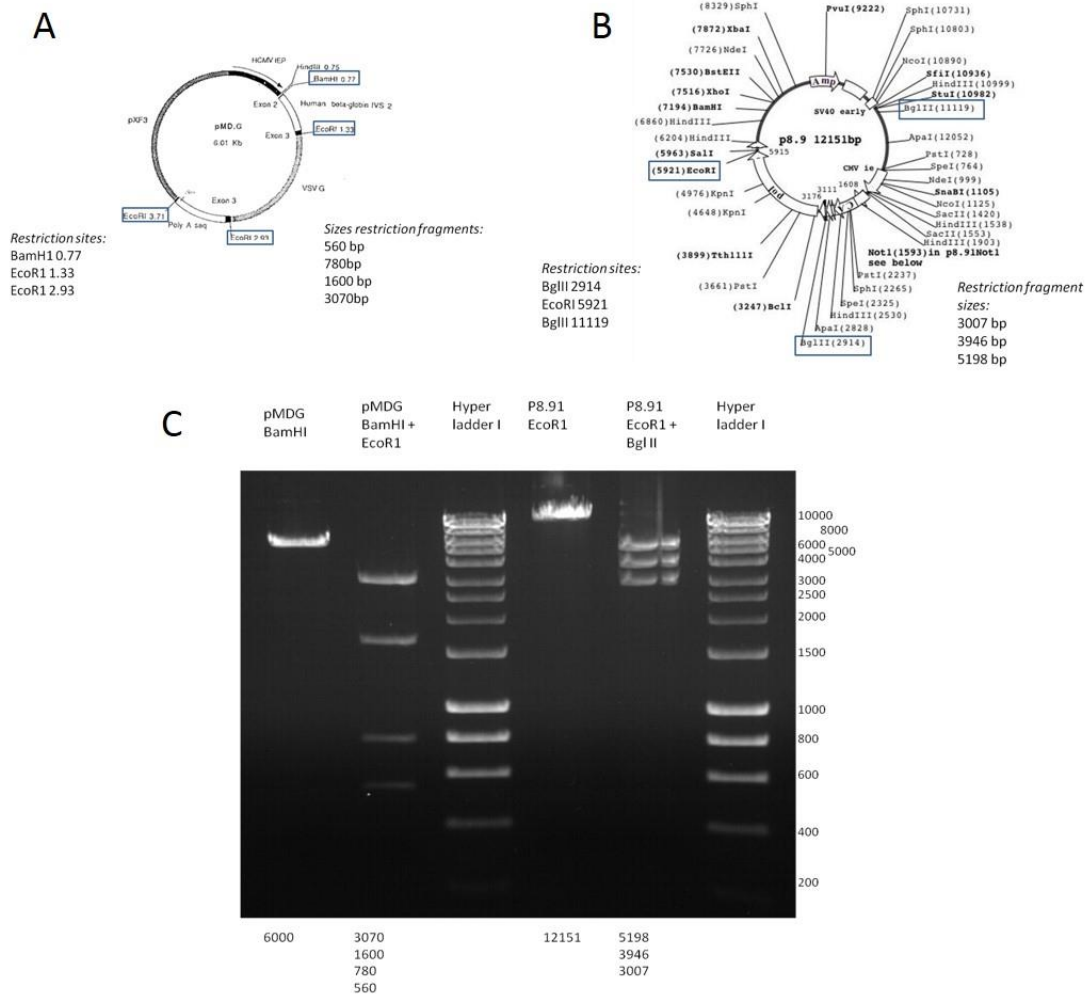 A
HCMV IEP
HindIII 0.75
BamHI 0.77
Exon 2
Human beta-globin IVS 2
pXF3
pMD.G
6.01 Kb
Exon 3
EcoRI 1.33
VSV G
Exon 3
EcoRI 3.71
Poly A seq
EcoRI 2.93
Restriction sites:
BamH1 0.77
EcoR1 1.33
EcoR1 2.93
Sizes restriction fragments:
560 bp
780bp
1600 bp
3070bp
B
(8329)SphI
PvuI(9222)
SphI(10731)
(7872)XbaI
SphI(10803)
(7726)NdeI
Amp
NcoI(10890)
(7530)BstEII
SfiI(10936)
(7516)XhoI
HindIII(10999)
SV40 early
StuI(10982)
(7194)BamHI
BglII(11119)
(6860)HindIII
p8.9 12151bp
(6204)HindIII
ApaI(12052)
(5963)SalI
5915
PstI(728)
(5921)EcoRI
CMV ie
SpeI(764)
NdeI(999)
(4976)KpnI
pol
3176
3111
1608
SnaBI(1105)
NcoI(1125)
(4648)KpnI
SacII(1420)
HindIII(1538)
SacII(1553)
HindIII(1903)
(3899)Tth111I
Not1(1593)in p8.91Not1
see below
PstI(2237)
(3661)PstI
SphI(2265)
SpeI(2325)
(3247)BclI
HindIII(2530)
ApaI(2828)
BglII(2914)
Restriction sites:
BglII 2914
EcoRI 5921
BglII 11119
Restriction fragment
sizes:
3007 bp
3946 bp
5198 bp
C
pMDG
BamHI
pMDG
BamHI +
EcoR1
Hyper
ladder I
P8.91
EcoR1
P8.91
EcoR1 +
Bgl II
Hyper
ladder I
10000
8000
6000
5000
4000
3000
2500
2000
1500
1000
800
600
400
200
6000
3070
1600
780
560
12151
5198
3946
3007